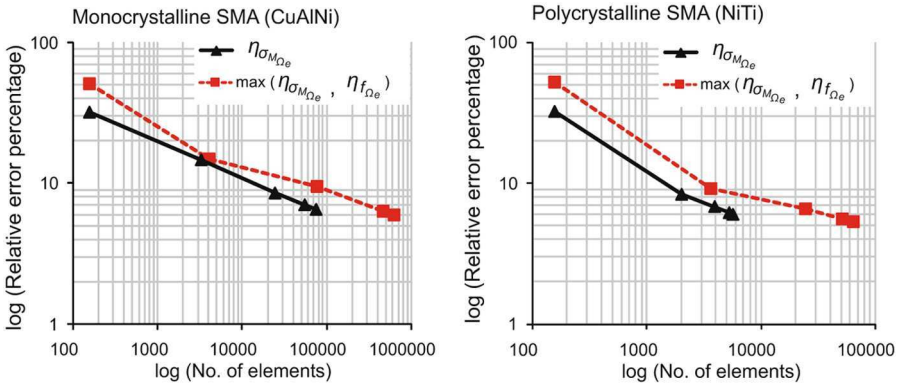 Monocrystalline SMA (CuAlNi)
log (Relative error percentage)
100
10
1
η_{σ_{M_{Ωe}}}
max (η_{σ_{M_{Ωe}}} , η_{f_{Ωe}})
100 1000 10000 100000 1000000
log (No. of elements)
Polycrystalline SMA (NiTi)
log (Relative error percentage)
100
10
1
η_{σ_{M_{Ωe}}}
max (η_{σ_{M_{Ωe}}} , η_{f_{Ωe}})
100 1000 10000 100000
log (No. of elements)